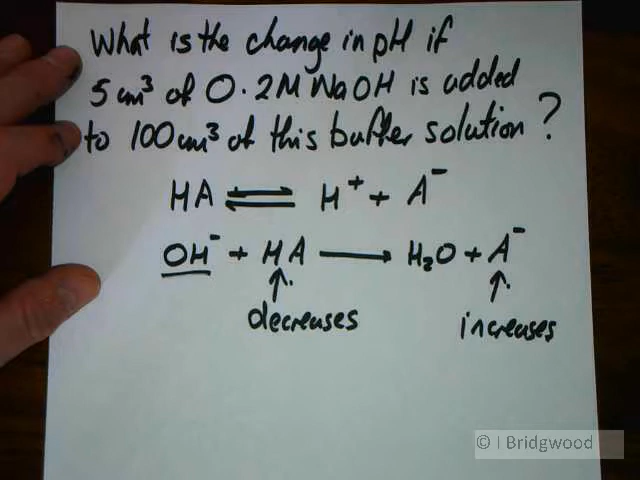 What is the change in pH if
5 cm³ of 0.2M NaOH is added
to 100 cm³ of this buffer solution?
HA ⇌ H⁺ + A⁻
OH⁻ + HA ⟶ H₂O + A⁻
↑ ↑
decreases increases
© I Bridgwood